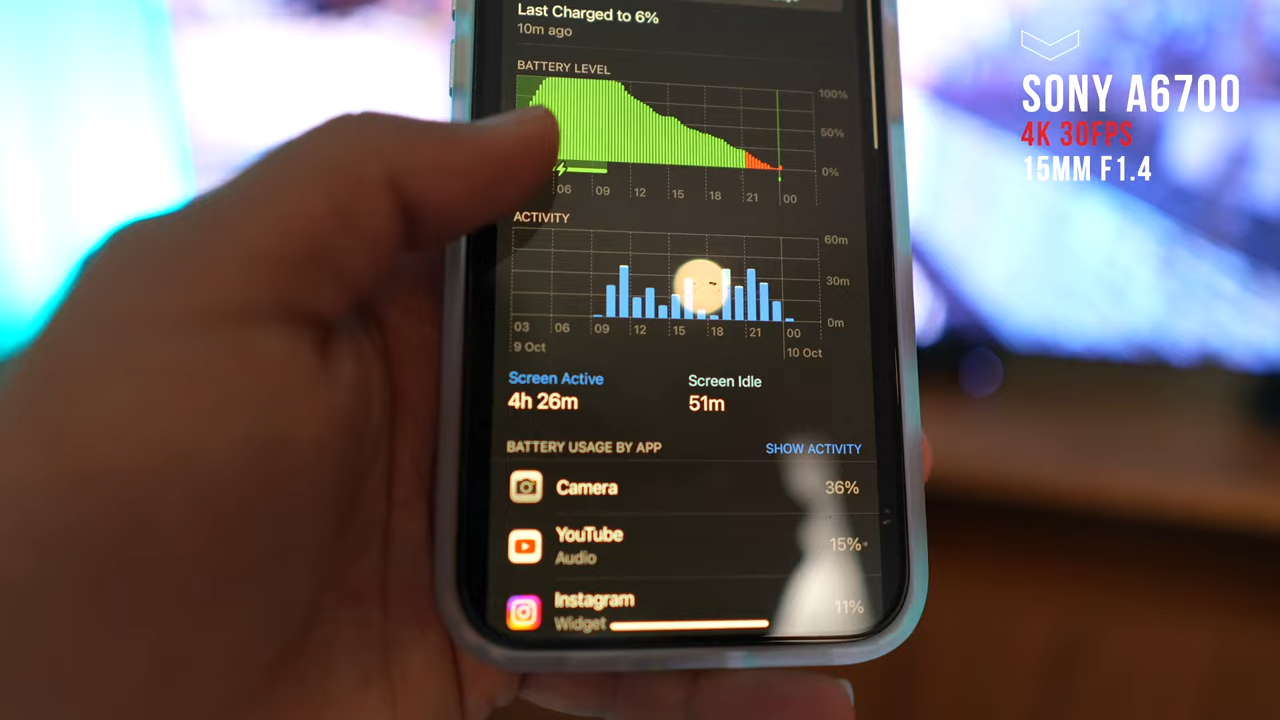 Last Charged to 6%
10m ago
BATTERY LEVEL
100%
50%
0%
06 09 12 15 18 21 00
ACTIVITY
60m
30m
0m
03 06 09 12 15 18 21 00
9 Oct 10 Oct
Screen Active Screen Idle
4h 26m 51m
BATTERY USAGE BY APP SHOW ACTIVITY
Camera 36%
YouTube 15%
Audio
Instagram 11%
Widget
SONY A6700
4K 30FPS
15MM F1.4